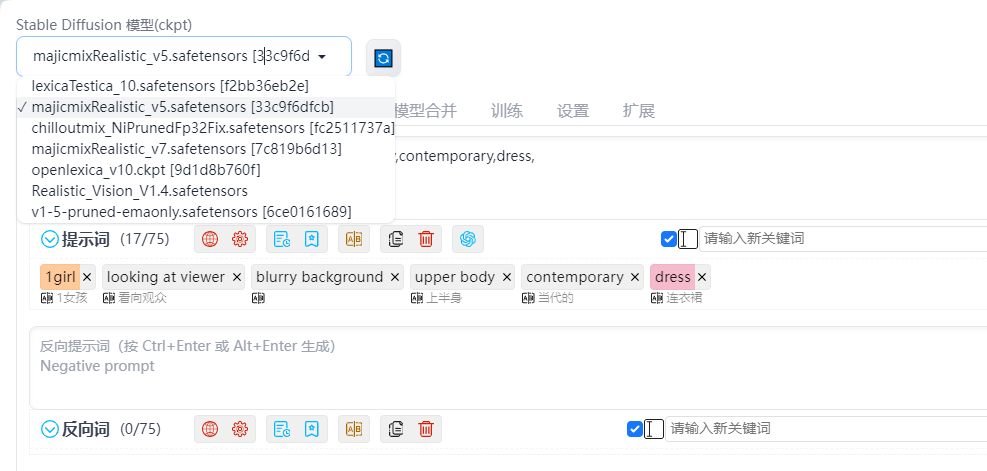 Stable Diffusion 模型(ckpt)
majicmixRealistic_v5.safetensors [33c9f6d
lexicaTestica_10.safetensors [f2bb36eb2e]
✓ majicmixRealistic_v5.safetensors [33c9f6dfcb]
模型合并 训练 设置 扩展
chilloutmix_NiPrunedFp32Fix.safetensors [fc2511737a]
majicmixRealistic_v7.safetensors [7c819b6d13]
,contemporary,dress,
openlexica_v10.ckpt [9d1d8b760f]
Realistic_Vision_V1.4.safetensors
v1-5-pruned-emaonly.safetensors [6ce0161689]
提示词 (17/75) 请输入新关键词
1girl × looking at viewer × blurry background × upper body × contemporary × dress ×
1女孩 看向观众 上半身 当代的 连衣裙
反向提示词（按 Ctrl+Enter 或 Alt+Enter 生成）
Negative prompt
反向词 (0/75) 请输入新关键词